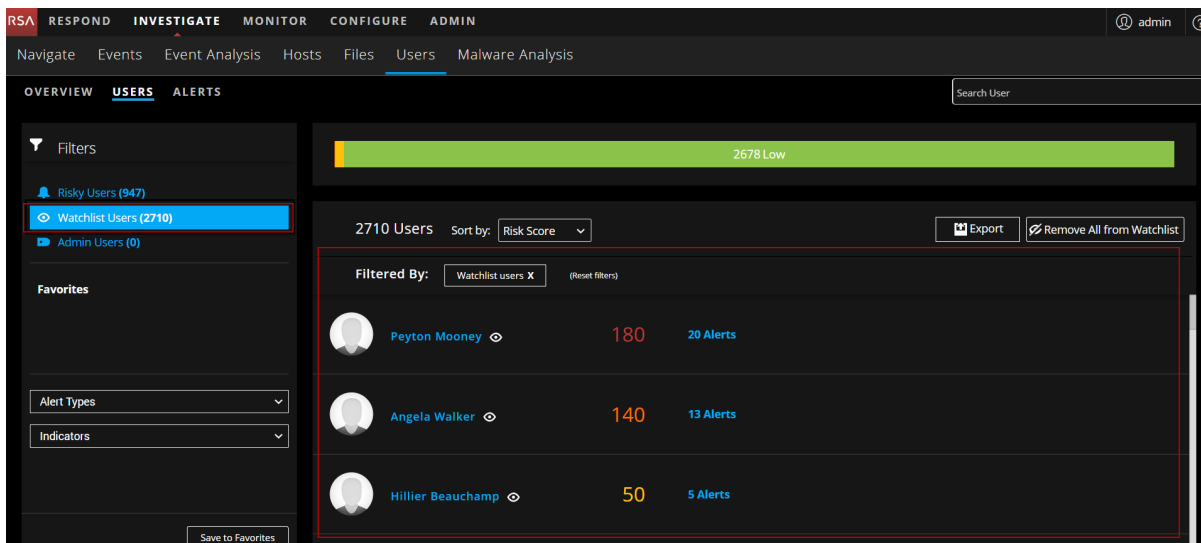 RSA RESPOND INVESTIGATE MONITOR CONFIGURE ADMIN admin
Navigate Events Event Analysis Hosts Files Users Malware Analysis
OVERVIEW USERS ALERTS Search User
Filters
Risky Users (947)
Watchlist Users (2710)
Admin Users (0)
Favorites
Alert Types
Indicators
Save to Favorites
2678 Low
2710 Users Sort by: Risk Score Export Remove All from Watchlist
Filtered By: Watchlist users X (Reset filters)
Peyton Mooney 180 20 Alerts
Angela Walker 140 13 Alerts
Hillier Beauchamp 50 5 Alerts